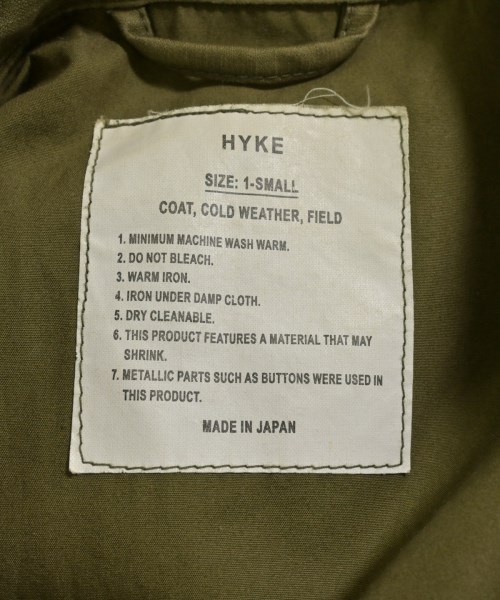 HYKE
SIZE: 1-SMALL
COAT, COLD WEATHER, FIELD
1. MINIMUM MACHINE WASH WARM.
2. DO NOT BLEACH.
3. WARM IRON.
4. IRON UNDER DAMP CLOTH.
5. DRY CLEANABLE.
6. THIS PRODUCT FEATURES A MATERIAL THAT MAY
SHRINK.
7. METALLIC PARTS SUCH AS BUTTONS WERE USED IN
THIS PRODUCT.
MADE IN JAPAN